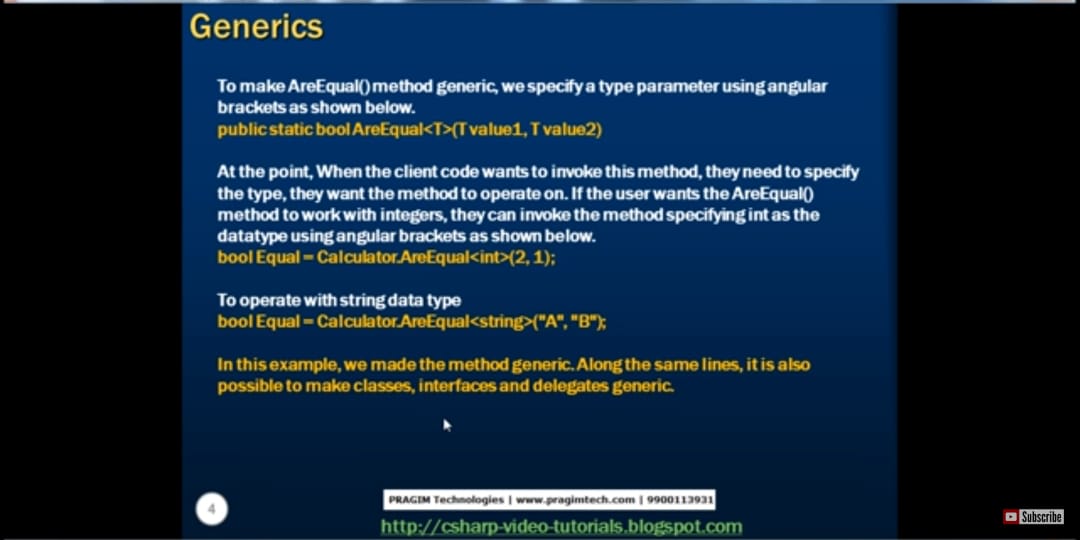 Generics
To make AreEqual() method generic, we specify a type parameter using angular
brackets as shown below.
public static bool AreEqual<T>(T value1, T value2)
At the point, When the client code wants to invoke this method, they need to specify
the type, they want the method to operate on. If the user wants the AreEqual()
method to work with integers, they can invoke the method specifying int as the
datatype using angular brackets as shown below.
bool Equal = Calculator.AreEqual<int>(2, 1);
To operate with string data type
bool Equal = Calculator.AreEqual<string>("A", "B");
In this example, we made the method generic. Along the same lines, it is also
possible to make classes, interfaces and delegates generic.
4
PRAGIM Technologies | www.pragimtech.com | 9900113931
http://csharp-video-tutorials.blogspot.com
Subscribe